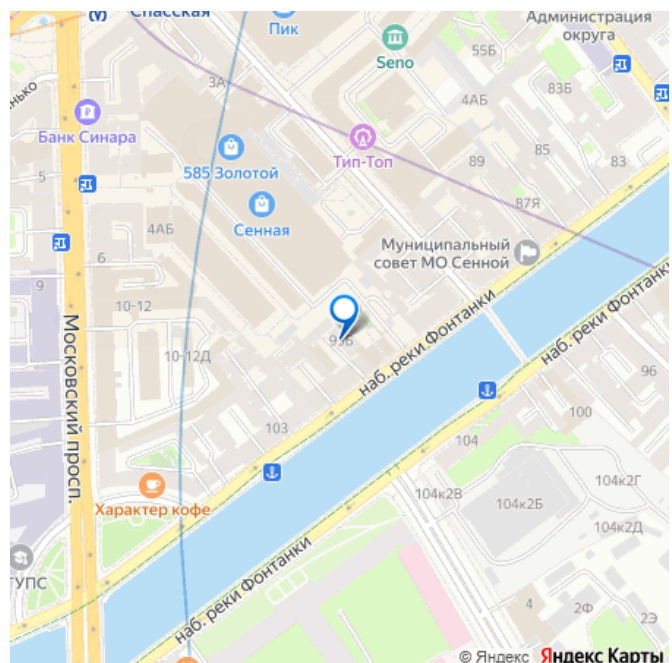 Спасская
Пик
Администрация
округа
Seno
55Б
3А
4АБ
83Б
Банк Синара
Тип-Топ
585 Золотой
89
85
83
5
87Я
Сенная
4АБ
Муниципальный
совет МО Сенной
6
9
10-12
наб. реки Фонтанки
наб. реки Фонтанки
10-12Д
96
Московский просп.
103
100
104
104к2В
104к2Г
104к2Б
Характер кофе
104к2Д
наб. реки Фонтанки
4
2Ф
2Э
© Яндекс Яндекс Карты